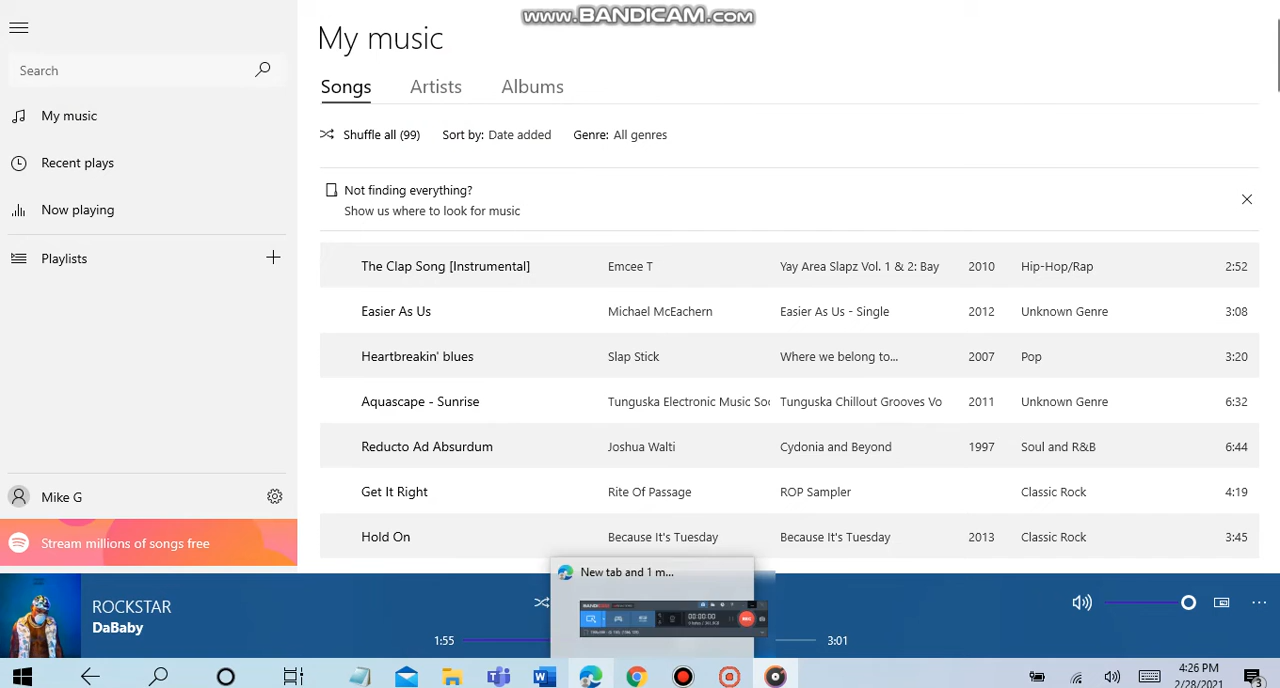 www.BANDICAM.com
My music
Search
Songs Artists Albums
My music
Shuffle all (99) Sort by: Date added Genre: All genres
Recent plays
Not finding everything?
Show us where to look for music
Now playing
Playlists
The Clap Song [Instrumental] Emcee T Yay Area Slapz Vol. 1 & 2: Bay 2010 Hip-Hop/Rap 2:52
Easier As Us Michael McEachern Easier As Us - Single 2012 Unknown Genre 3:08
Heartbreakin' blues Slap Stick Where we belong to... 2007 Pop 3:20
Aquascape - Sunrise Tunguska Electronic Music Soc Tunguska Chillout Grooves Vo 2011 Unknown Genre 6:32
Reducto Ad Absurdum Joshua Walti Cydonia and Beyond 1997 Soul and R&B 6:44
Get It Right Rite Of Passage ROP Sampler Classic Rock 4:19
Hold On Because It's Tuesday Because It's Tuesday 2013 Classic Rock 3:45
Mike G
Stream millions of songs free
New tab and 1 m...
ROCKSTAR
DaBaby
1:55 3:01
00:00:00
4:26 PM
2/28/2021
3